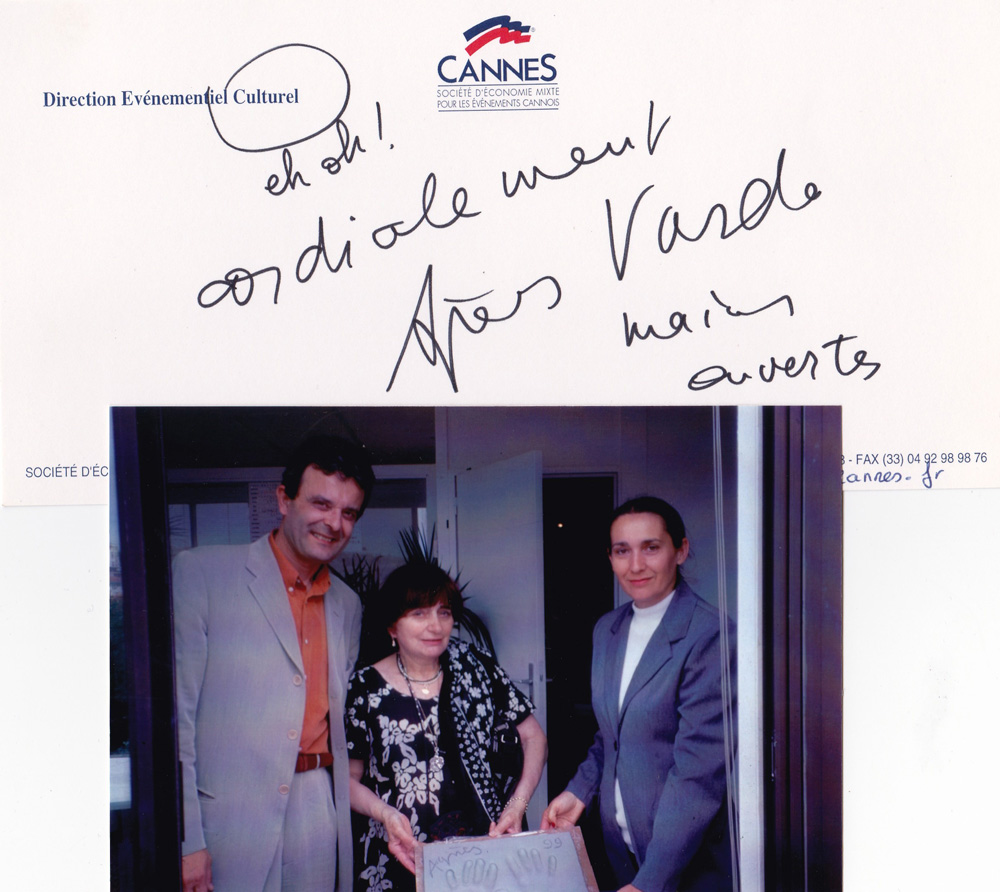 CANNES
SOCIÉTÉ D'ÉCONOMIE MIXTE
POUR LES ÉVÉNEMENTS CANNOIS
Direction Evénementiel Culturel
eh oh!
cordialement
Agnès Varda
mains
ouvertes
SOCIÉTÉ D'ÉC
- FAX (33) 04 92 98 98 76
cannes.fr
Agnès. 99